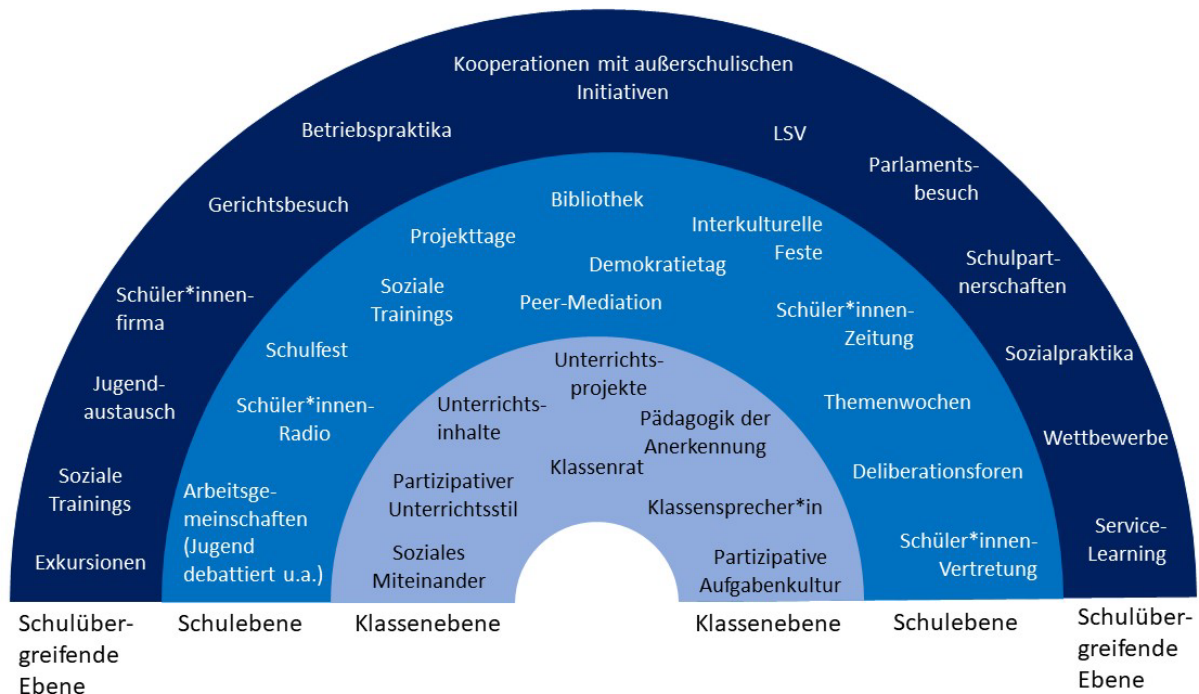 Kooperationen mit außerschulischen
Initiativen
Betriebspraktika
LSV
Parlaments-
besuch
Gerichtsbesuch
Schulpart-
nerschaften
Schüler*innen-
firma
Sozialpraktika
Jugend-
austausch
Wettbewerbe
Soziale
Trainings
Service-
Learning
Exkursionen
Bibliothek
Projekttage
Interkulturelle
Feste
Demokratietag
Soziale
Trainings
Peer-Mediation
Schüler*innen-
Zeitung
Schulfest
Schüler*innen-
Radio
Themenwochen
Deliberationsforen
Arbeitsge-
meinschaften
(Jugend
debattiert u.a.)
Schüler*innen-
Vertretung
Unterrichts-
projekte
Unterrichts-
inhalte
Pädagogik der
Anerkennung
Klassenrat
Partizipativer
Unterrichtsstil
Klassensprecher*in
Soziales
Miteinander
Partizipative
Aufgabenkultur
Schulüber-
greifende
Ebene
Schulebene
Klassenebene
Klassenebene
Schulebene
Schulüber-
greifende
Ebene